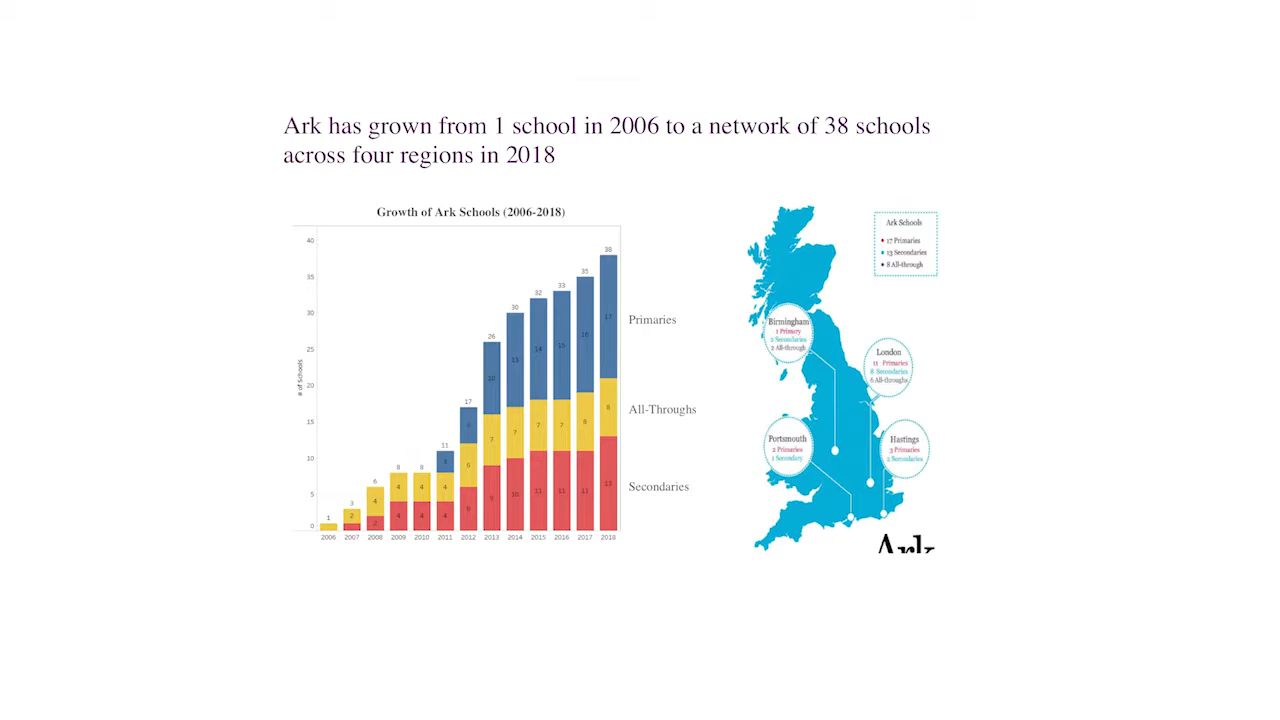 Ark has grown from 1 school in 2006 to a network of 38 schools
across four regions in 2018
Growth of Ark Schools (2006-2018)
# of Schools
40
35
30
25
20
15
10
5
0
1
3
6
8
8
11
17
26
30
32
33
35
38
2
4
4
4
4
6
7
7
7
7
8
8
2
4
4
4
6
9
10
11
11
11
13
10
13
14
15
16
17
2006 2007 2008 2009 2010 2011 2012 2013 2014 2015 2016 2017 2018
Primaries
All-Throughs
Secondaries
Ark Schools
17 Primaries
13 Secondaries
8 All-through
Birmingham
1 Primary
2 Secondaries
2 All-through
London
11 Primaries
8 Secondaries
6 All-throughs
Portsmouth
2 Primaries
1 Secondary
Hastings
3 Primaries
2 Secondaries
Ark